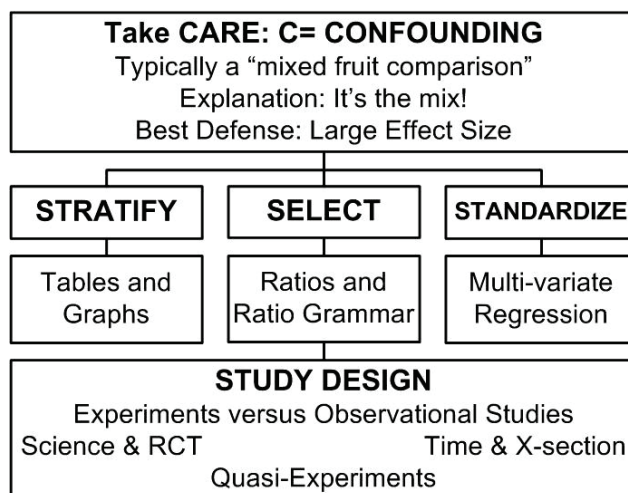 Take CARE: C= CONFOUNDING
Typically a “mixed fruit comparison”
Explanation: It’s the mix!
Best Defense: Large Effect Size
STRATIFY
SELECT
STANDARDIZE
Tables and
Graphs
Ratios and
Ratio Grammar
Multi-variate
Regression
STUDY DESIGN
Experiments versus Observational Studies
Science & RCT Time & X-section
Quasi-Experiments